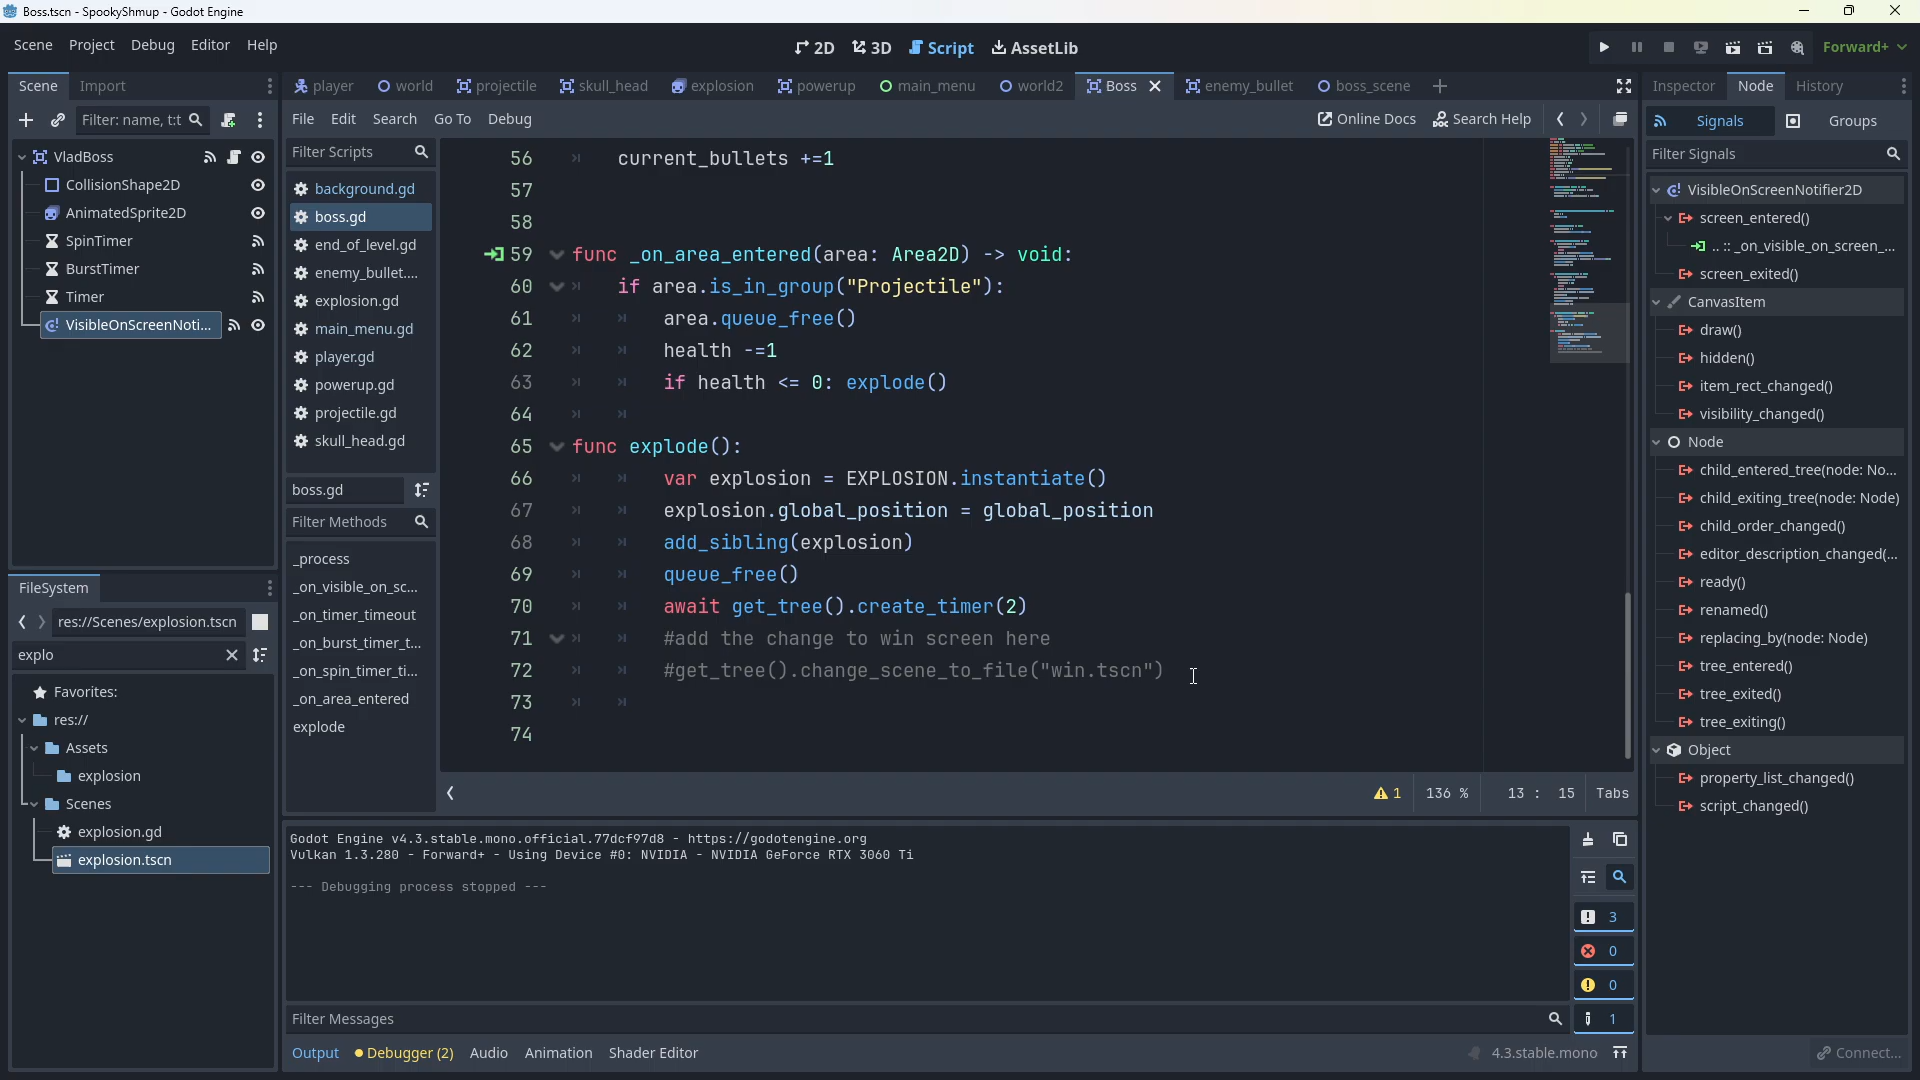 Boss.tscn - SpookyShmup - Godot Engine
Scene Project Debug Editor Help
2D 3D Script AssetLib
Forward+
Scene Import
player world projectile skull_head explosion powerup main_menu world2 Boss enemy_bullet boss_scene
Inspector Node History
Filter: name, t:t
File Edit Search Go To Debug
Online Docs Search Help
Signals Groups
VladBoss
CollisionShape2D
AnimatedSprite2D
SpinTimer
BurstTimer
Timer
VisibleOnScreenNoti...
Filter Scripts
background.gd
boss.gd
end_of_level.gd
enemy_bullet....
explosion.gd
main_menu.gd
player.gd
powerup.gd
projectile.gd
skull_head.gd
boss.gd
Filter Methods
_process
_on_visible_on_sc...
_on_timer_timeout
_on_burst_timer_t...
_on_spin_timer_ti...
_on_area_entered
explode
56 current_bullets +=1
57
58
59 func _on_area_entered(area: Area2D) -> void:
60 if area.is_in_group("Projectile"):
61 area.queue_free()
62 health -=1
63 if health <= 0: explode()
64
65 func explode():
66 var explosion = EXPLOSION.instantiate()
67 explosion.global_position = global_position
68 add_sibling(explosion)
69 queue_free()
70 await get_tree().create_timer(2)
71 #add the change to win screen here
72 #get_tree().change_scene_to_file("win.tscn")
73
74
1 136 % 13 : 15 Tabs
Filter Signals
VisibleOnScreenNotifier2D
screen_entered()
.. :: _on_visible_on_screen_...
screen_exited()
CanvasItem
draw()
hidden()
item_rect_changed()
visibility_changed()
Node
child_entered_tree(node: No...
child_exiting_tree(node: Node)
child_order_changed()
editor_description_changed(...
ready()
renamed()
replacing_by(node: Node)
tree_entered()
tree_exited()
tree_exiting()
Object
property_list_changed()
script_changed()
Connect...
FileSystem
res://Scenes/explosion.tscn
explo
Favorites:
res://
Assets
explosion
Scenes
explosion.gd
explosion.tscn
Godot Engine v4.3.stable.mono.official.77dcf97d8 - https://godotengine.org
Vulkan 1.3.280 - Forward+ - Using Device #0: NVIDIA - NVIDIA GeForce RTX 3060 Ti
--- Debugging process stopped ---
3
0
0
1
Filter Messages
Output Debugger (2) Audio Animation Shader Editor
4.3.stable.mono